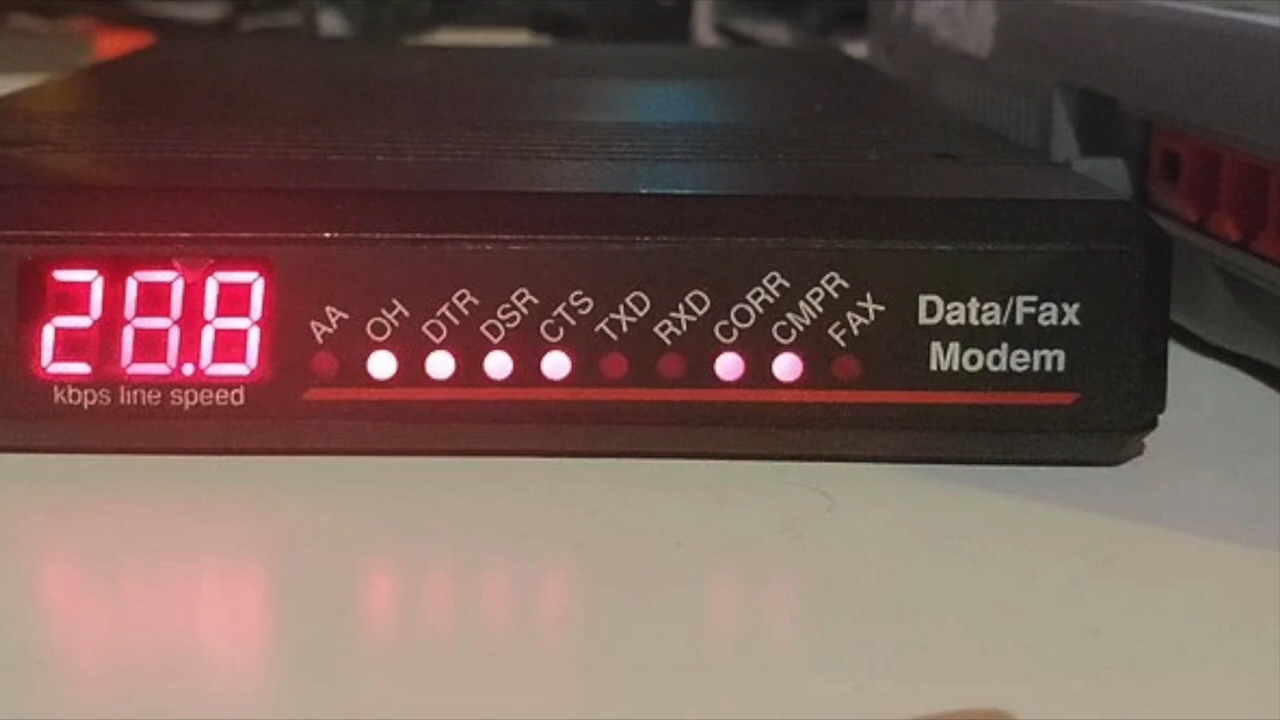 28.8
kbps line speed
AA OH DTR DSR CTS TXD RXD CORR CMPR FAX
Data/Fax
Modem